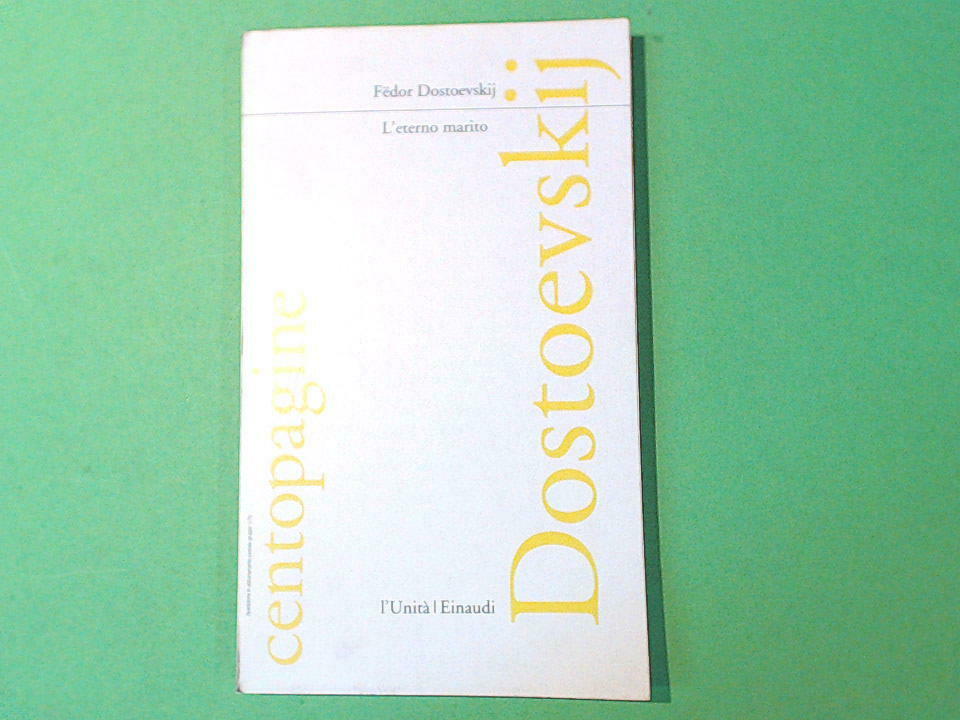 Fëdor Dostoevskij
L'eterno marito
Dostoevskij
centopagine
l'Unità | Einaudi